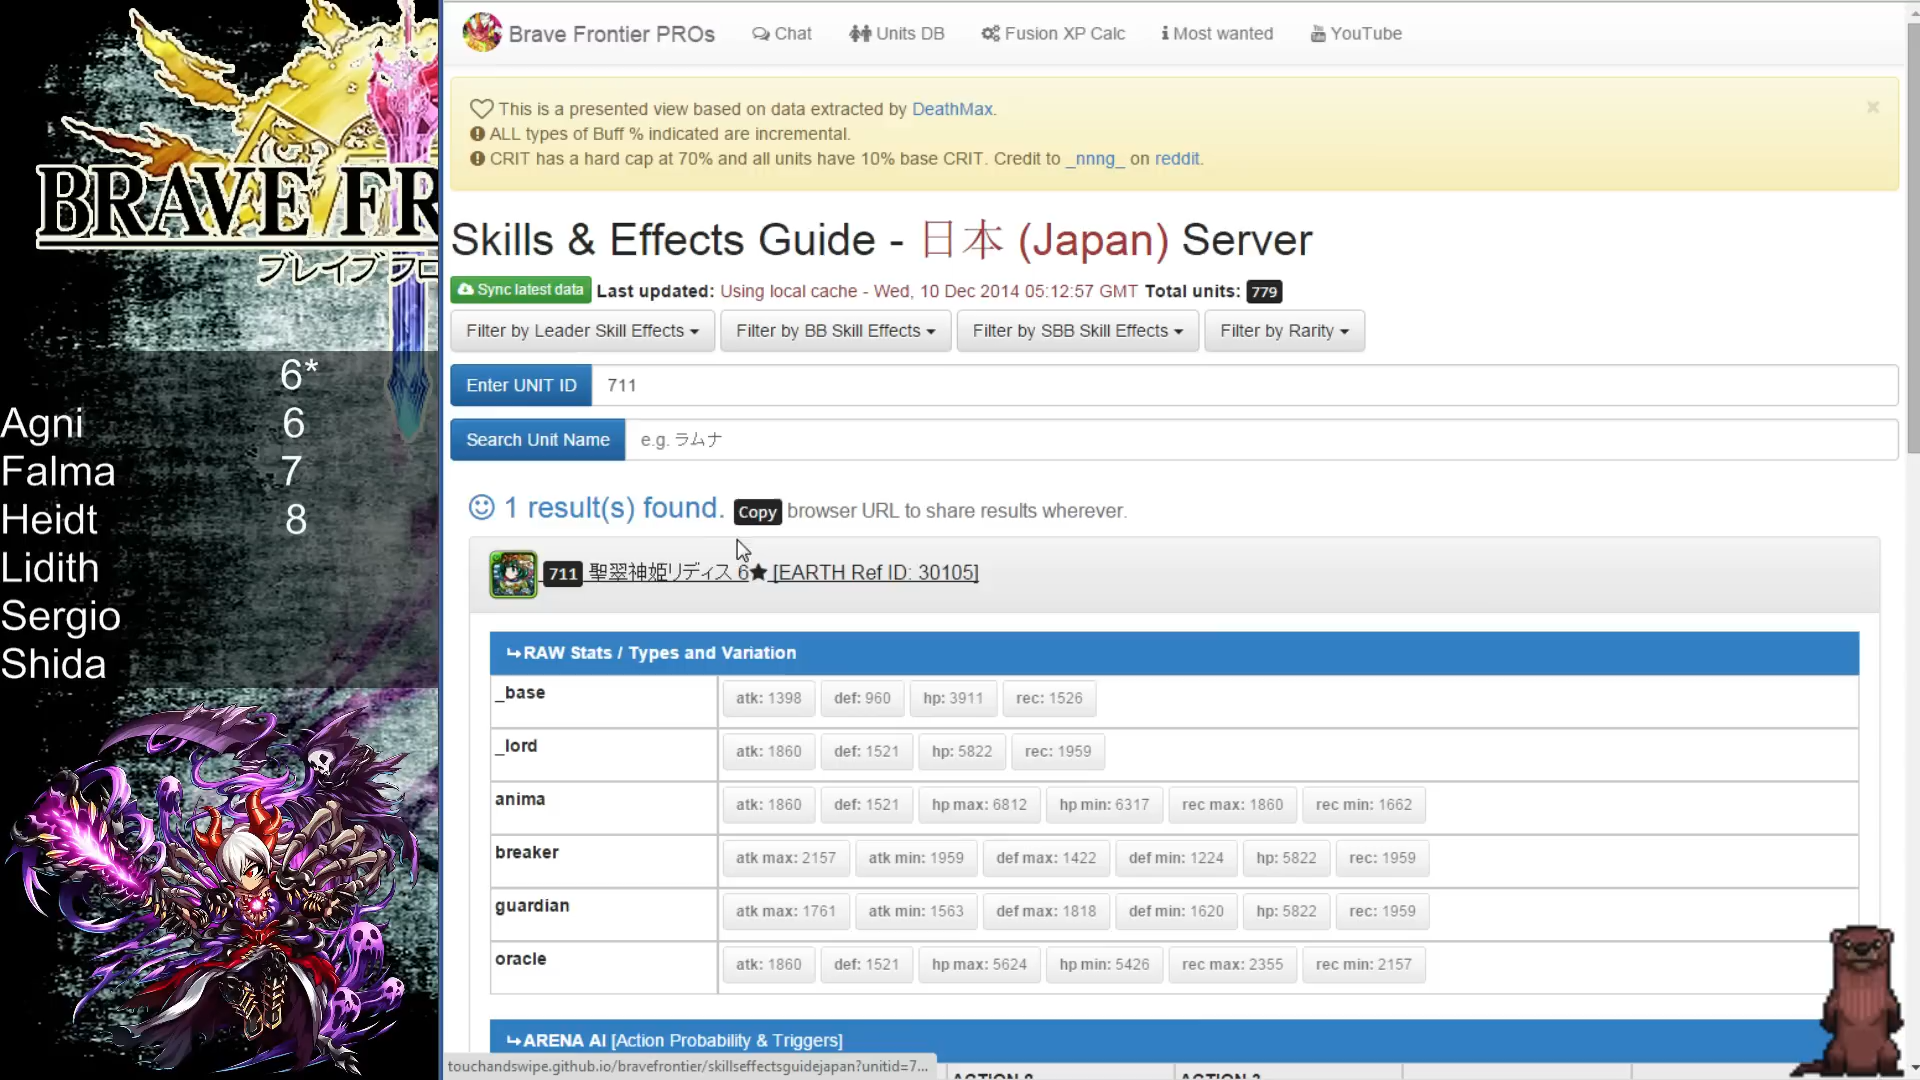 BRAVE FR
ブレイブ フロ
6*
Agni 6
Falma 7
Heidt 8
Lidith
Sergio
Shida
Brave Frontier PROs Chat Units DB Fusion XP Calc Most wanted YouTube
This is a presented view based on data extracted by DeathMax.
ALL types of Buff % indicated are incremental.
CRIT has a hard cap at 70% and all units have 10% base CRIT. Credit to _nnng_ on reddit.
×
Skills & Effects Guide - 日本 (Japan) Server
Sync latest data Last updated: Using local cache - Wed, 10 Dec 2014 05:12:57 GMT Total units: 779
Filter by Leader Skill Effects Filter by BB Skill Effects Filter by SBB Skill Effects Filter by Rarity
Enter UNIT ID 711
Search Unit Name e.g. ラムナ
1 result(s) found. Copy browser URL to share results wherever.
711 聖翠神姫リディス 6★ [EARTH Ref ID: 30105]
↳RAW Stats / Types and Variation
_base atk: 1398 def: 960 hp: 3911 rec: 1526
_lord atk: 1860 def: 1521 hp: 5822 rec: 1959
anima atk: 1860 def: 1521 hp max: 6812 hp min: 6317 rec max: 1860 rec min: 1662
breaker atk max: 2157 atk min: 1959 def max: 1422 def min: 1224 hp: 5822 rec: 1959
guardian atk max: 1761 atk min: 1563 def max: 1818 def min: 1620 hp: 5822 rec: 1959
oracle atk: 1860 def: 1521 hp max: 5624 hp min: 5426 rec max: 2355 rec min: 2157
↳ARENA AI [Action Probability & Triggers]
touchandswipe.github.io/bravefrontier/skillseffectsguidejapan?unitid=7...